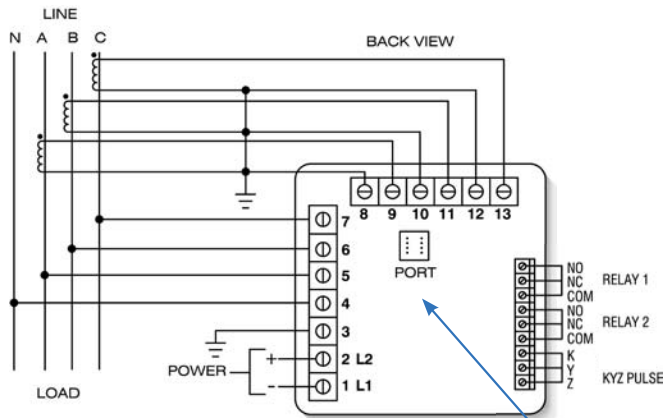 LINE
N A B C
BACK VIEW
8 9 10 11 12 13
7
6
5
4
3
2 L2
1 L1
PORT
POWER
+
-
NO
NC
COM
RELAY 1
NO
NC
COM
RELAY 2
K
Y
Z
KYZ PULSE
LOAD